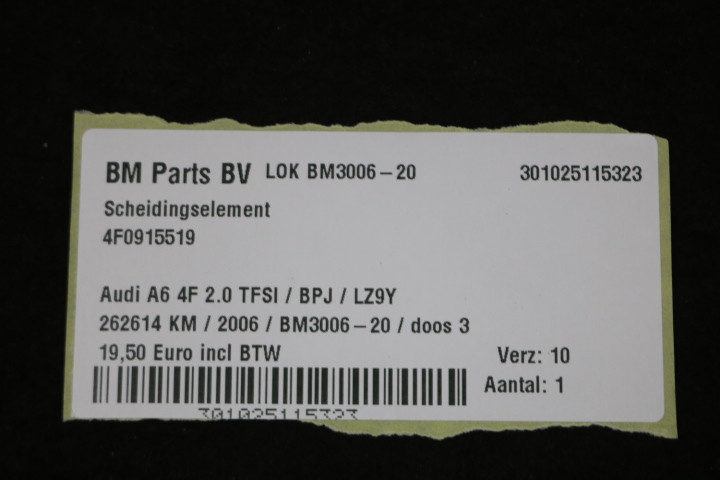 BM Parts BV LOK BM3006-20 301025115323
Scheidingselement
4F0915519
Audi A6 4F 2.0 TFSI / BPJ / LZ9Y
262614 KM / 2006 / BM3006-20 / doos 3
19,50 Euro incl BTW Verz: 10
Aantal: 1
301025115323